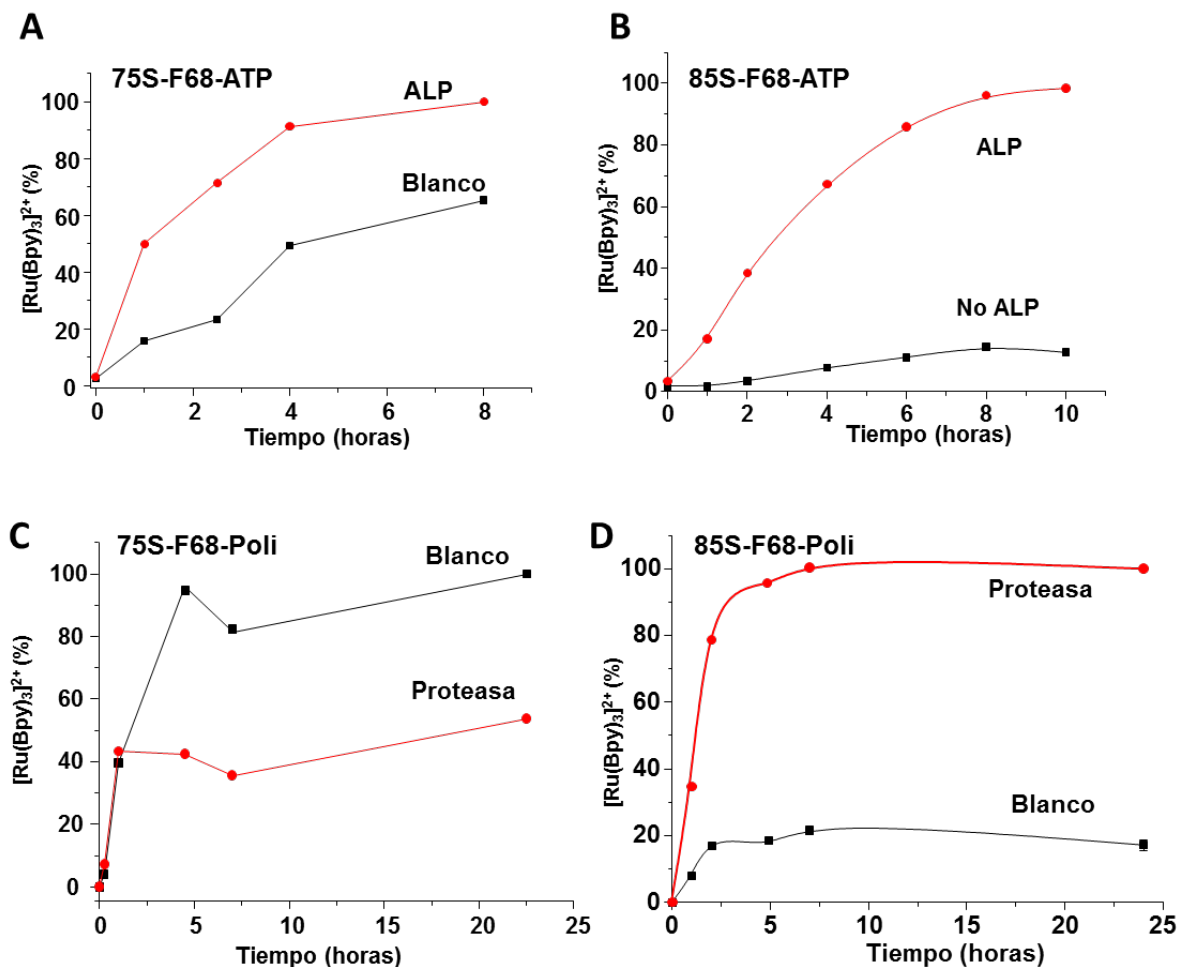 A
75S-F68-ATP
[Ru(Bpy)₃]²⁺ (%)
100
80
60
40
20
0
ALP
Blanco
0 2 4 6 8
Tiempo (horas)
B
85S-F68-ATP
[Ru(Bpy)₃]²⁺ (%)
100
80
60
40
20
0
ALP
No ALP
0 2 4 6 8 10
Tiempo (horas)
C
75S-F68-Poli
[Ru(Bpy)₃]²⁺ (%)
100
80
60
40
20
0
Blanco
Proteasa
0 5 10 15 20 25
Tiempo (horas)
D
85S-F68-Poli
[Ru(Bpy)₃]²⁺ (%)
100
80
60
40
20
0
Proteasa
Blanco
0 5 10 15 20 25
Tiempo (horas)